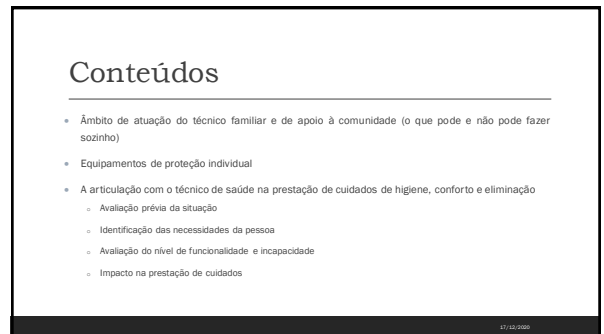 Conteúdos
Âmbito de atuação do técnico familiar e de apoio à comunidade (o que pode e não pode fazer
sozinho)
Equipamentos de proteção individual
A articulação com o técnico de saúde na prestação de cuidados de higiene, conforto e eliminação
Avaliação prévia da situação
Identificação das necessidades da pessoa
Avaliação do nível de funcionalidade e incapacidade
Impacto na prestação de cuidados
17/12/2020